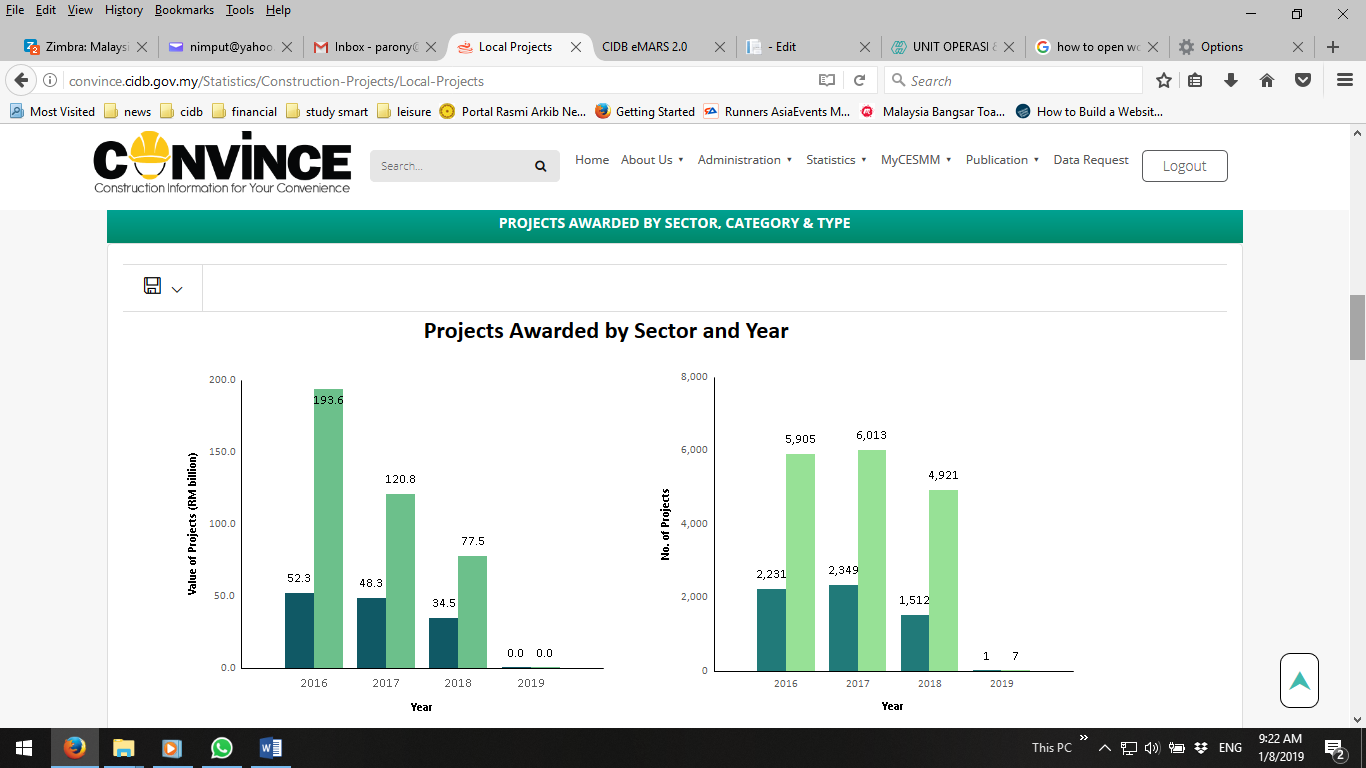 File Edit View History Bookmarks Tools Help
Zimbra: Malays
nimput@yahoo
Inbox - parony@
Local Projects
CIDB eMARS 2.0
- Edit
UNIT OPERASI &
how to open wo
Options
convince.cidb.gov.my/Statistics/Construction-Projects/Local-Projects
Search
Most Visited news cidb financial study smart leisure Portal Rasmi Arkib Ne... Getting Started Runners AsiaEvents M... Malaysia Bangsar Toa... How to Build a Websit...
CONVINCE
Construction Information for Your Convenience
Search...
Home About Us Administration Statistics MyCESMM Publication Data Request Logout
PROJECTS AWARDED BY SECTOR, CATEGORY & TYPE
Projects Awarded by Sector and Year
Value of Projects (RM billion)
200.0
150.0
100.0
50.0
0.0
52.3 193.6
48.3 120.8
34.5 77.5
0.0 0.0
2016 2017 2018 2019
Year
No. of Projects
8,000
6,000
4,000
2,000
0
2,231 5,905
2,349 6,013
1,512 4,921
1 7
2016 2017 2018 2019
Year
This PC
ENG
9:22 AM
1/8/2019
2